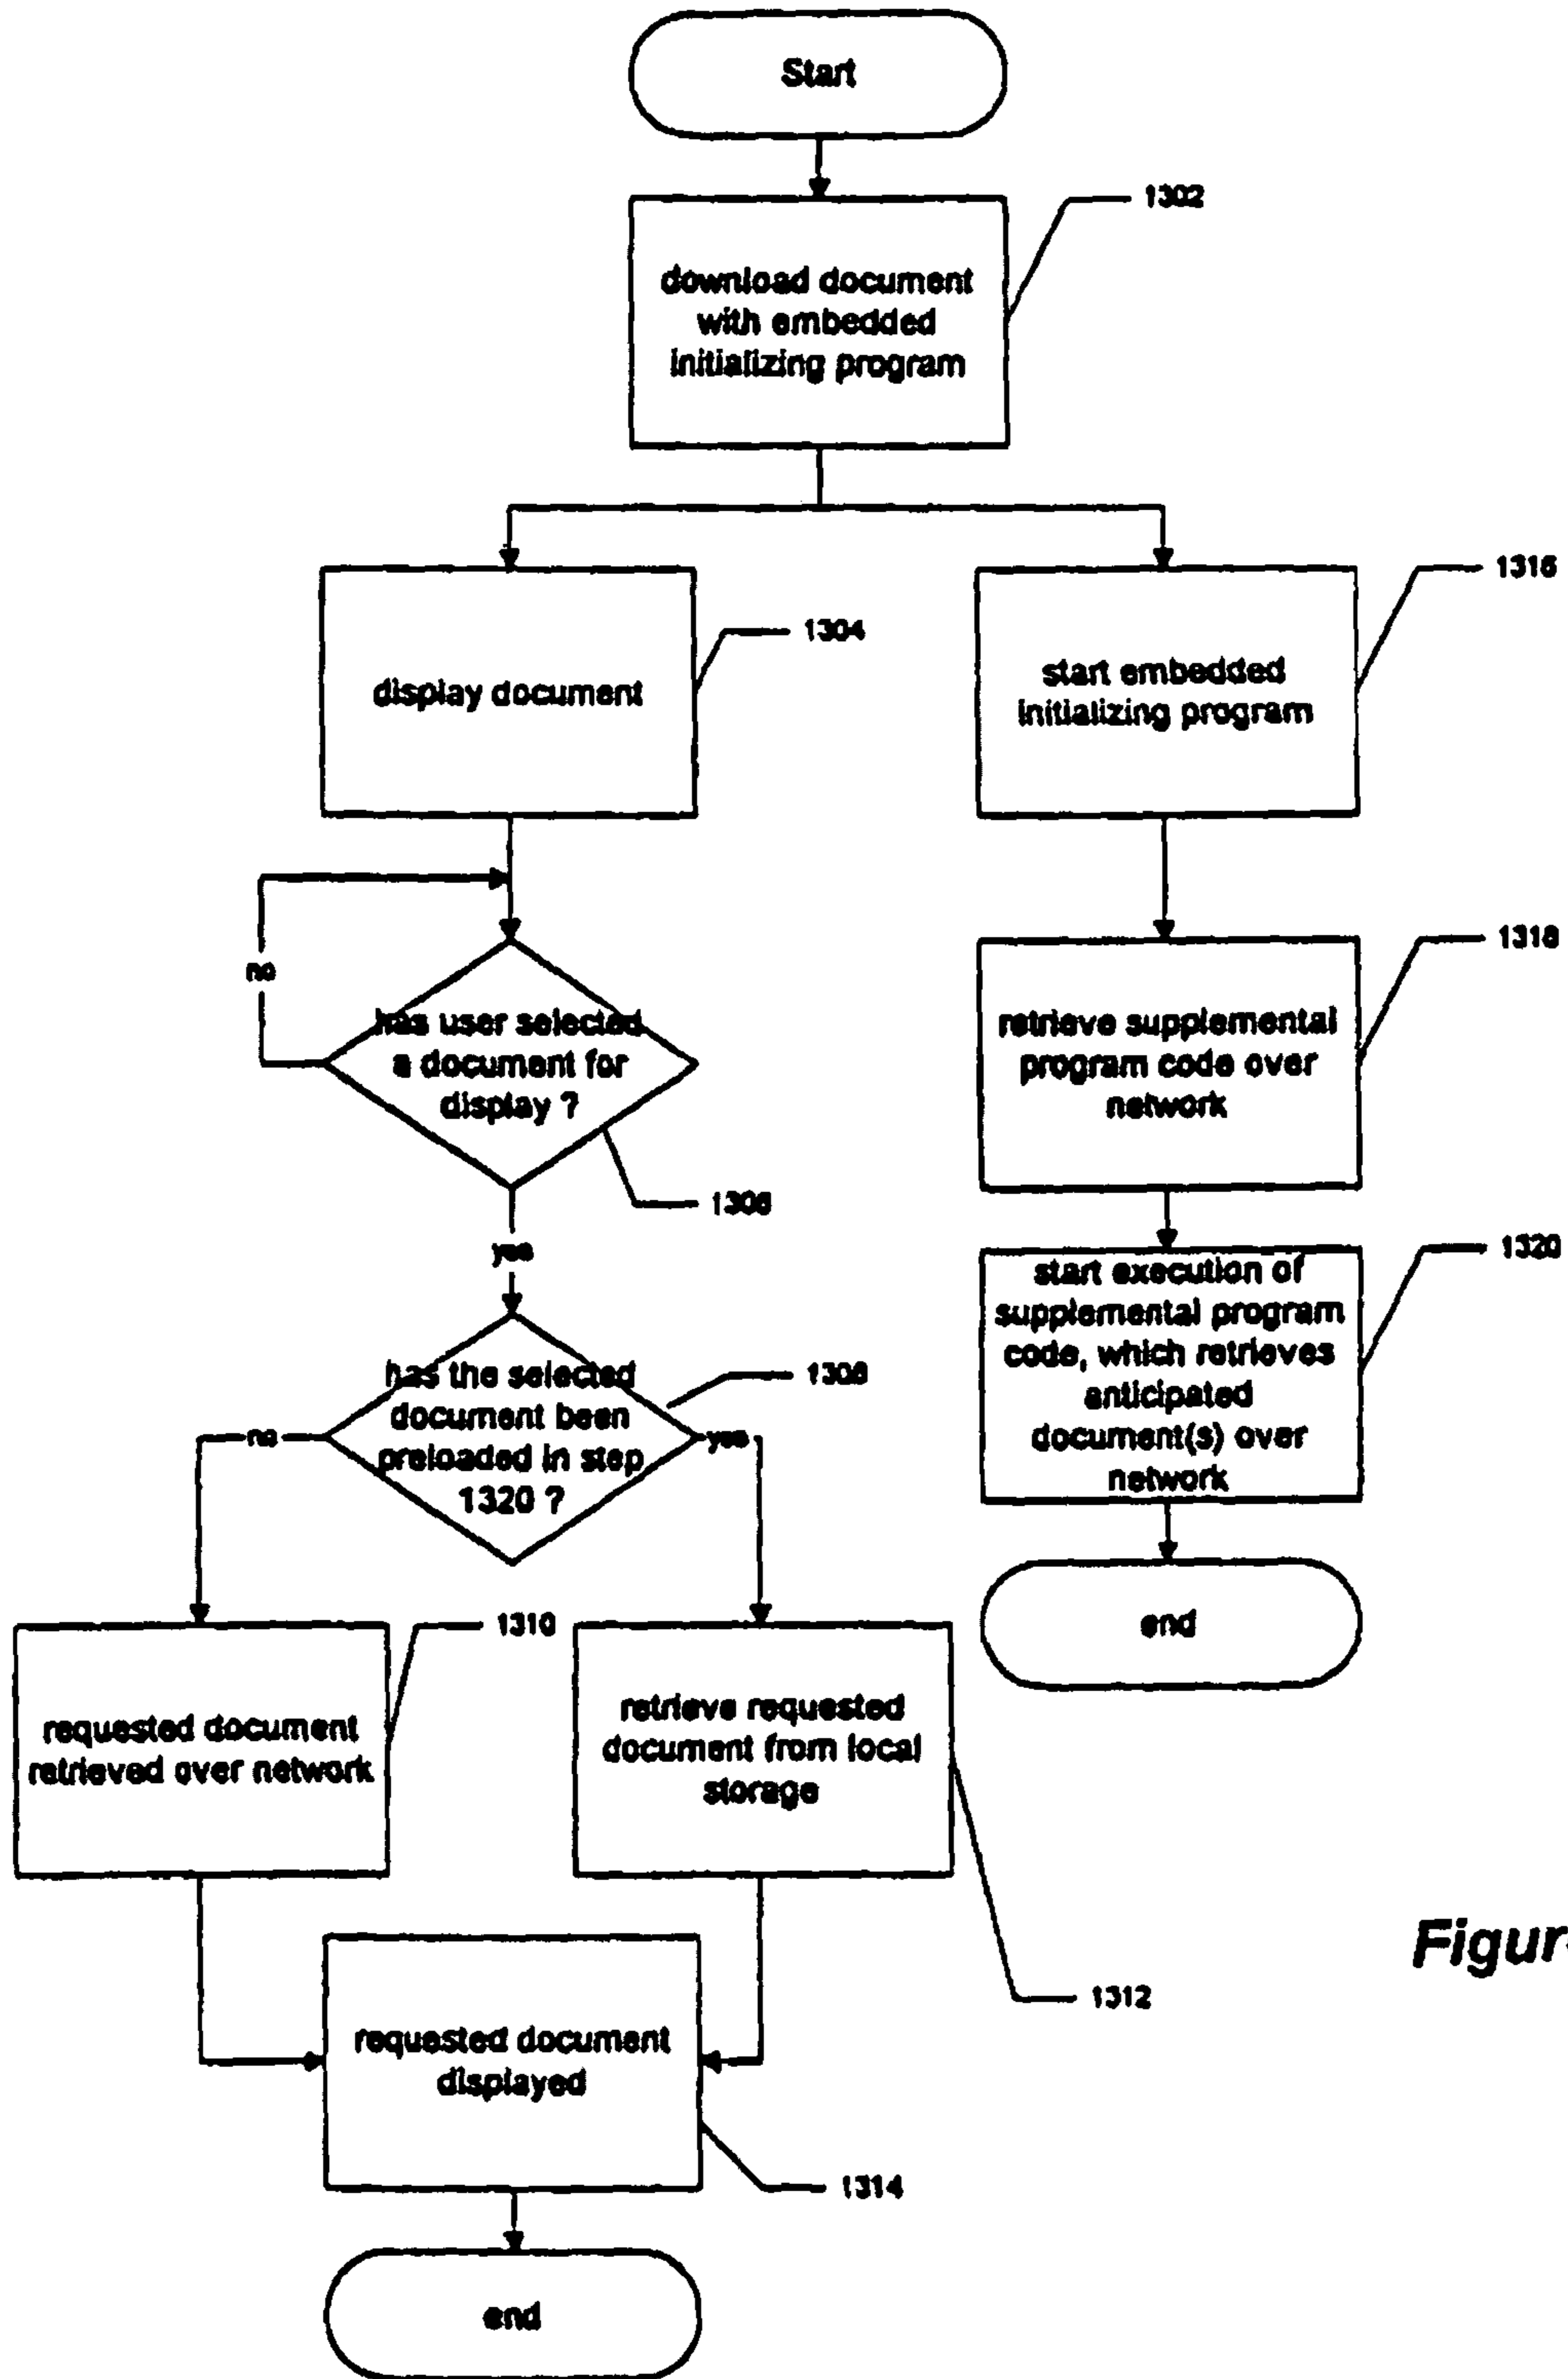 Start
1302
download document
with embedded
initializing program
1304
display document
1316
start embedded
initializing program
no
has user selected
a document for
display ?
1306
yes
1318
retrieve supplemental
program code over
network
1320
start execution of
supplemental program
code, which retrieves
anticipated
document(s) over
network
end
has the selected
document been
preloaded in step
1320 ?
1308
no
yes
1310
requested document
retrieved over network
retrieve requested
document from local
storage
1312
requested document
displayed
1314
end